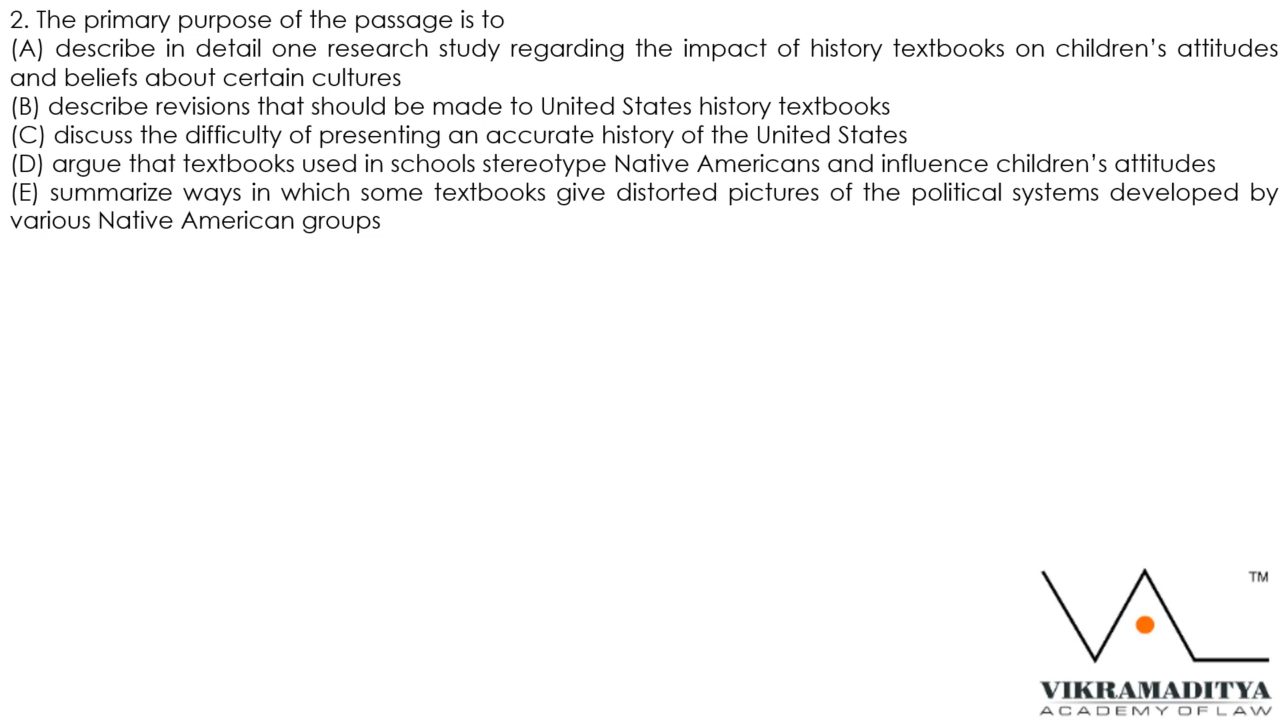 2. The primary purpose of the passage is to
(A) describe in detail one research study regarding the impact of history textbooks on children’s attitudes
and beliefs about certain cultures
(B) describe revisions that should be made to United States history textbooks
(C) discuss the difficulty of presenting an accurate history of the United States
(D) argue that textbooks used in schools stereotype Native Americans and influence children’s attitudes
(E) summarize ways in which some textbooks give distorted pictures of the political systems developed by
various Native American groups
TM
VIKRAMADITYA
ACADEMY OF LAW